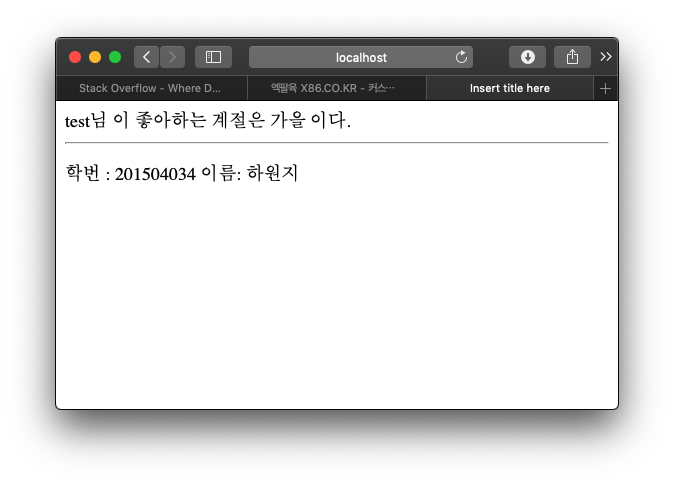 localhost
Stack Overflow - Where D...
엑팔육 X86.CO.KR - 커스…
Insert title here
test님 이 좋아하는 계절은 가을 이다.
학번 : 201504034 이름: 하원지